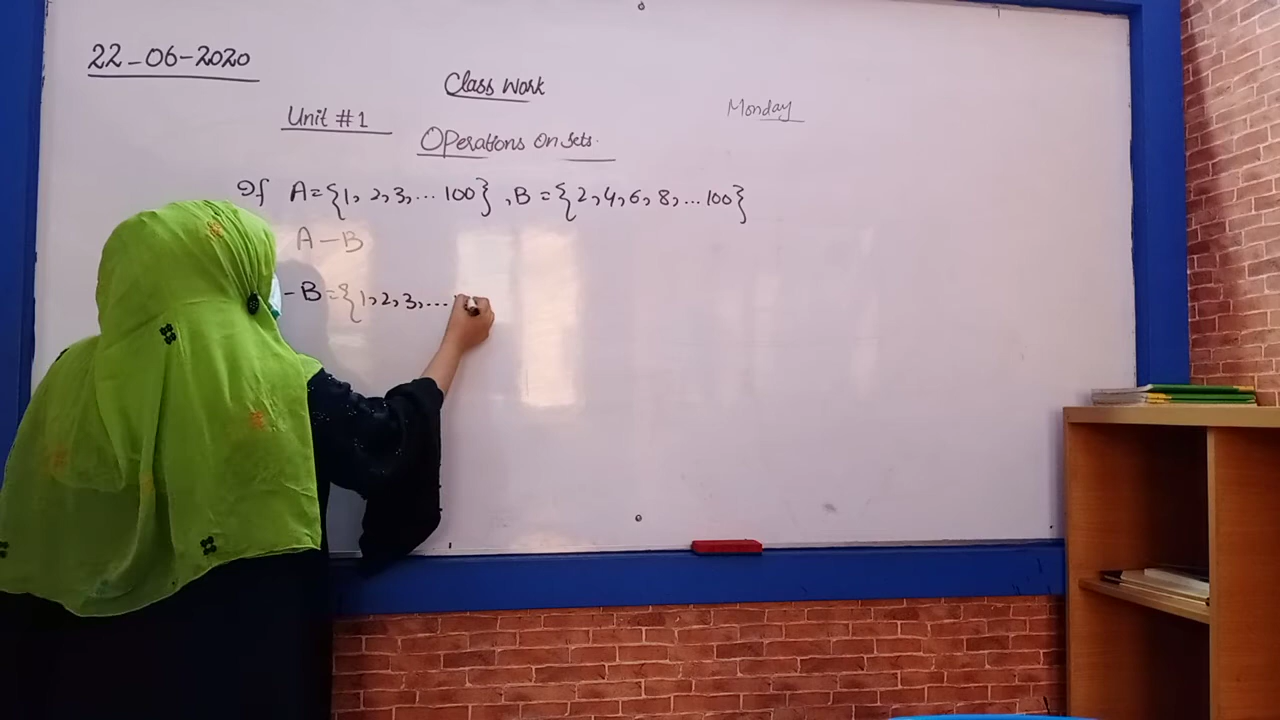 22-06-2020
Class Work
Monday
Unit #1
Operations On Sets.
If A={1, 2, 3, ... 100}, B={2, 4, 6, 8, ... 100}
A-B
-B={1, 2, 3, ...